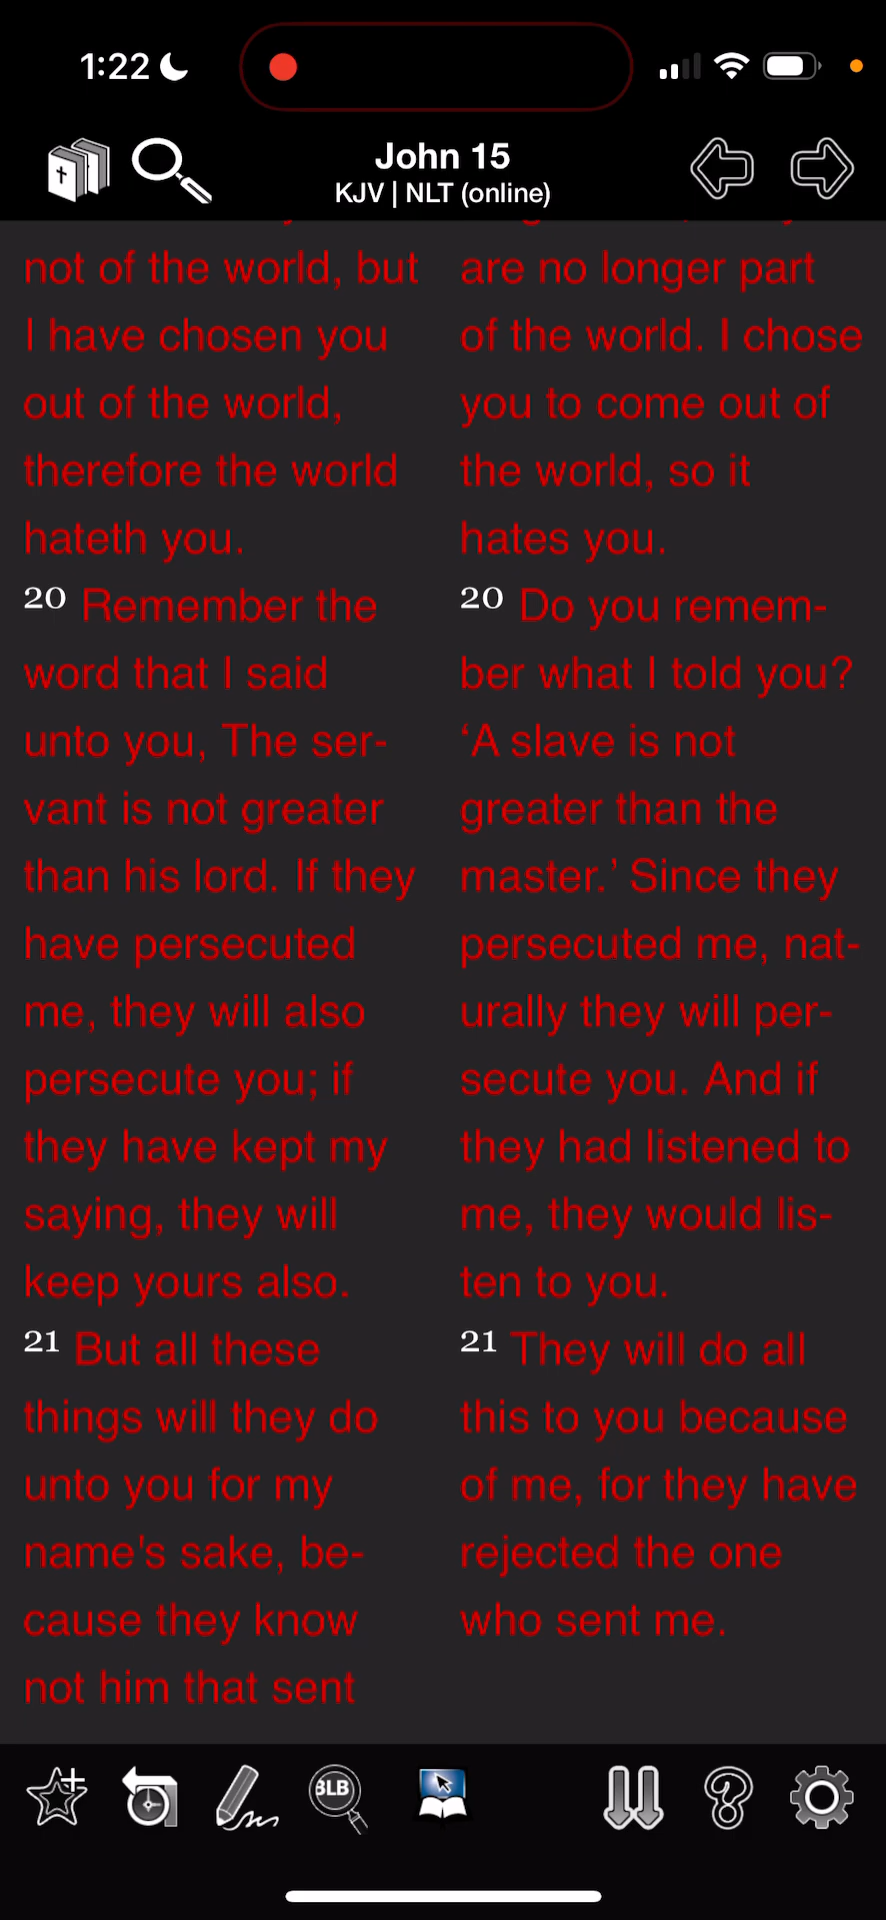 1:22
John 15
KJV | NLT (online)
not of the world, but
I have chosen you
out of the world,
therefore the world
hateth you.
20 Remember the
word that I said
unto you, The ser-
vant is not greater
than his lord. If they
have persecuted
me, they will also
persecute you; if
they have kept my
saying, they will
keep yours also.
21 But all these
things will they do
unto you for my
name's sake, be-
cause they know
not him that sent
are no longer part
of the world. I chose
you to come out of
the world, so it
hates you.
20 Do you remem-
ber what I told you?
‘A slave is not
greater than the
master.’ Since they
persecuted me, nat-
urally they will per-
secute you. And if
they had listened to
me, they would lis-
ten to you.
21 They will do all
this to you because
of me, for they have
rejected the one
who sent me.
BLB